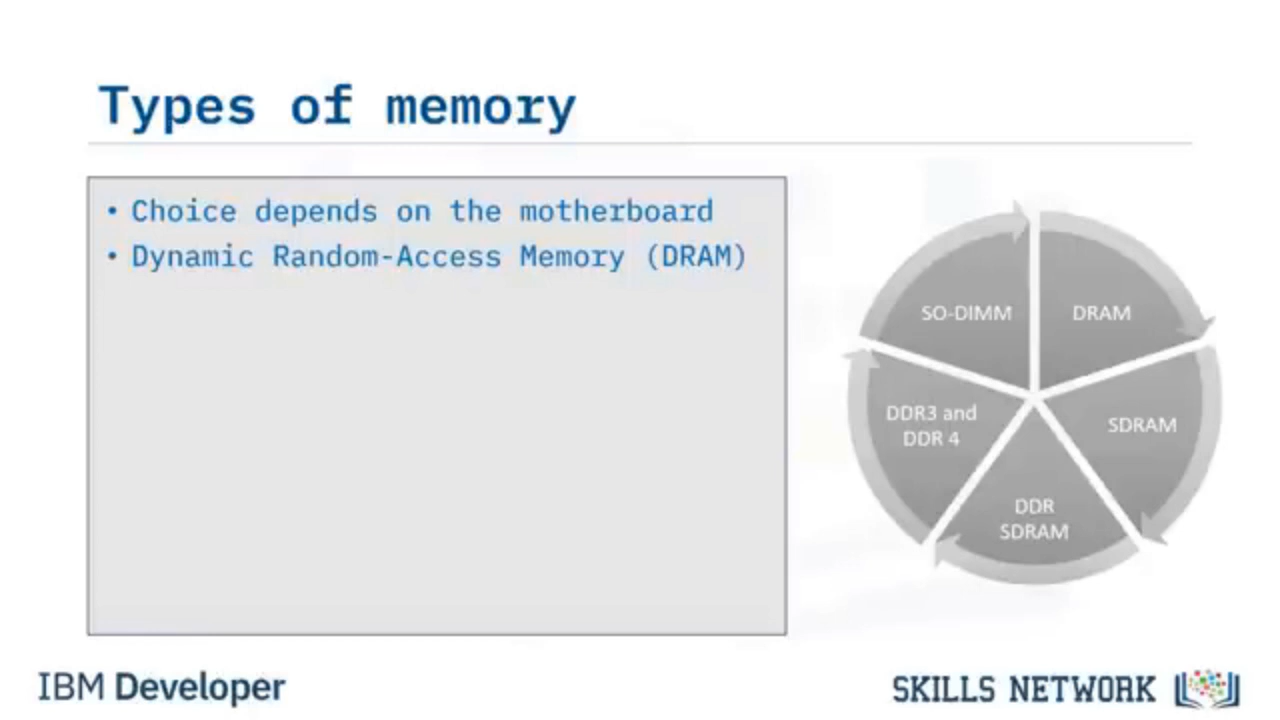 Types of memory
• Choice depends on the motherboard
• Dynamic Random-Access Memory (DRAM)
SO-DIMM
DRAM
DDR3 and
DDR 4
SDRAM
DDR
SDRAM
IBM Developer
SKILLS NETWORK